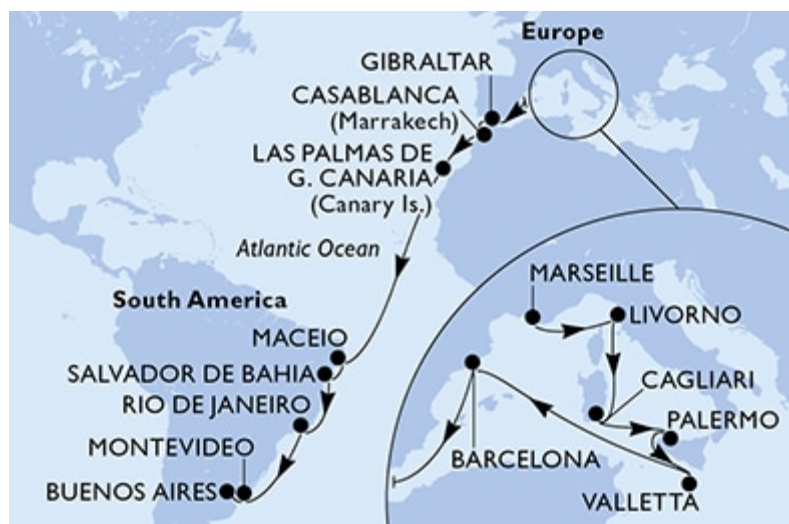 Europe
GIBRALTAR
CASABLANCA
(Marrakech)
LAS PALMAS DE
G. CANARIA
(Canary Is.)
Atlantic Ocean
South America
MACEIO
SALVADOR DE BAHIA
RIO DE JANEIRO
MONTEVIDEO
BUENOS AIRES
MARSEILLE
LIVORNO
CAGLIARI
PALERMO
BARCELONA
VALLETTA